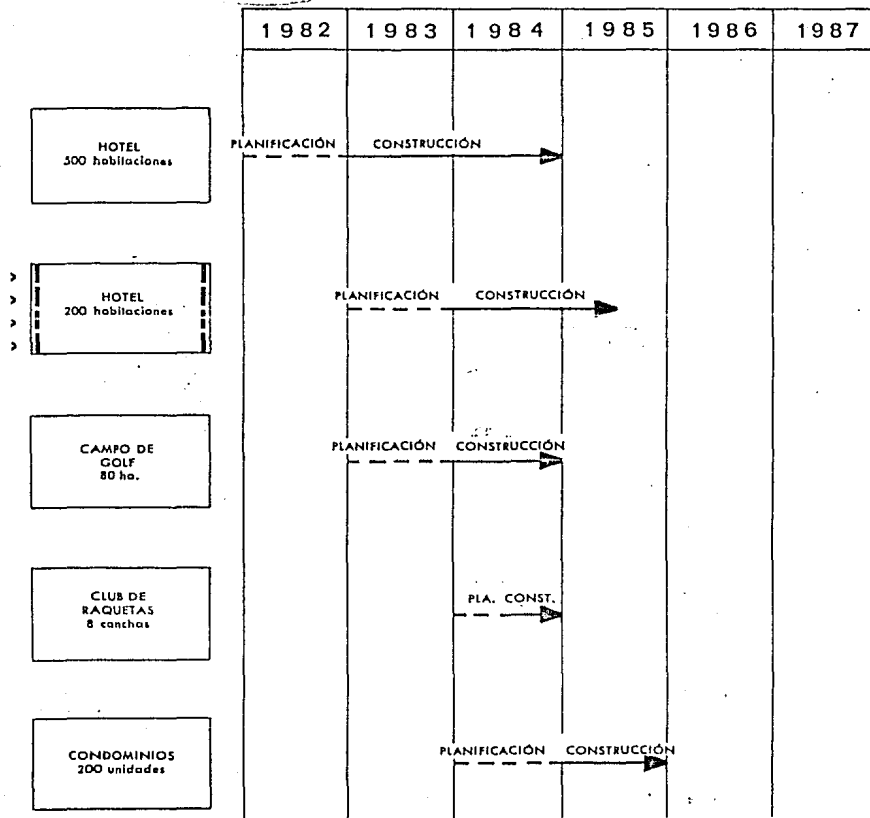 1982 1983 1984 1985 1986 1987
HOTEL
500 habitaciones
PLANIFICACIÓN CONSTRUCCIÓN
HOTEL
200 habitaciones
PLANIFICACIÓN CONSTRUCCIÓN
CAMPO DE
GOLF
80 ha.
PLANIFICACIÓN CONSTRUCCIÓN
CLUB DE
RAQUETAS
8 canchas
PLA. CONST.
CONDOMINIOS
200 unidades
PLANIFICACIÓN CONSTRUCCIÓN